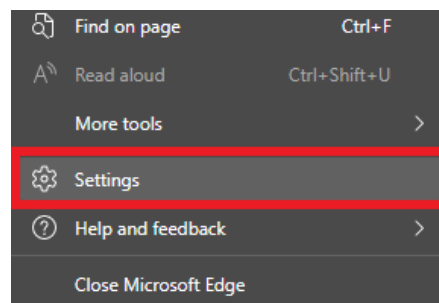 Find on page Ctrl+F
Read aloud Ctrl+Shift+U
More tools
Settings
Help and feedback
Close Microsoft Edge